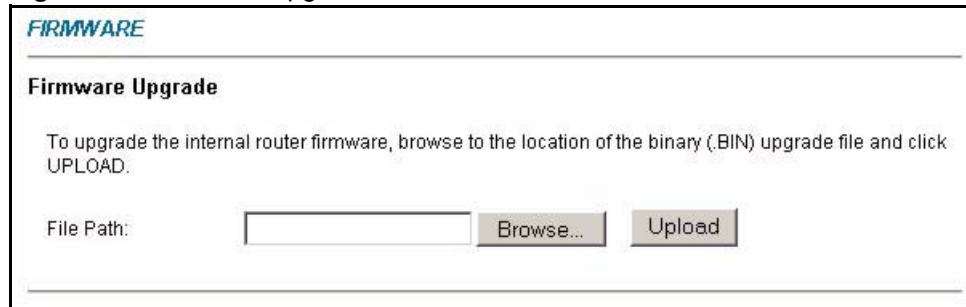 FIRMWARE
Firmware Upgrade
To upgrade the internal router firmware, browse to the location of the binary (.BIN) upgrade file and click
UPLOAD.
File Path:
Browse...
Upload